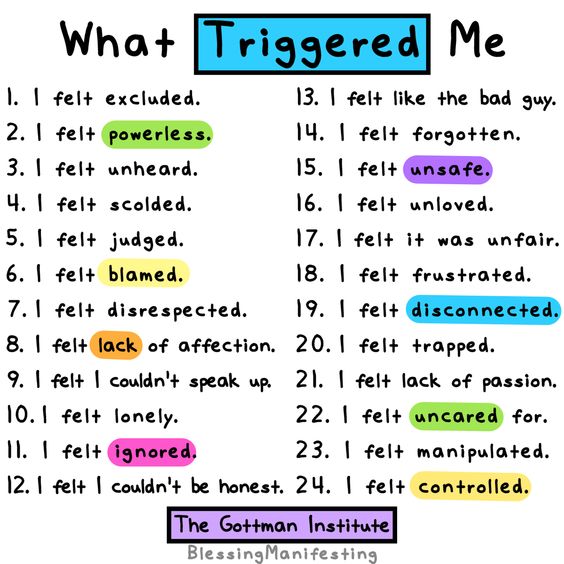 What Triggered Me
1. I felt excluded.
2. I felt powerless.
3. I felt unheard.
4. I felt scolded.
5. I felt judged.
6. I felt blamed.
7. I felt disrespected.
8. I felt lack of affection.
9. I felt I couldn't speak up.
10. I felt lonely.
11. I felt ignored.
12. I felt I couldn't be honest.
13. I felt like the bad guy.
14. I felt forgotten.
15. I felt unsafe.
16. I felt unloved.
17. I felt it was unfair.
18. I felt frustrated.
19. I felt disconnected.
20. I felt trapped.
21. I felt lack of passion.
22. I felt uncared for.
23. I felt manipulated.
24. I felt controlled.
The Gottman Institute
BlessingManifesting